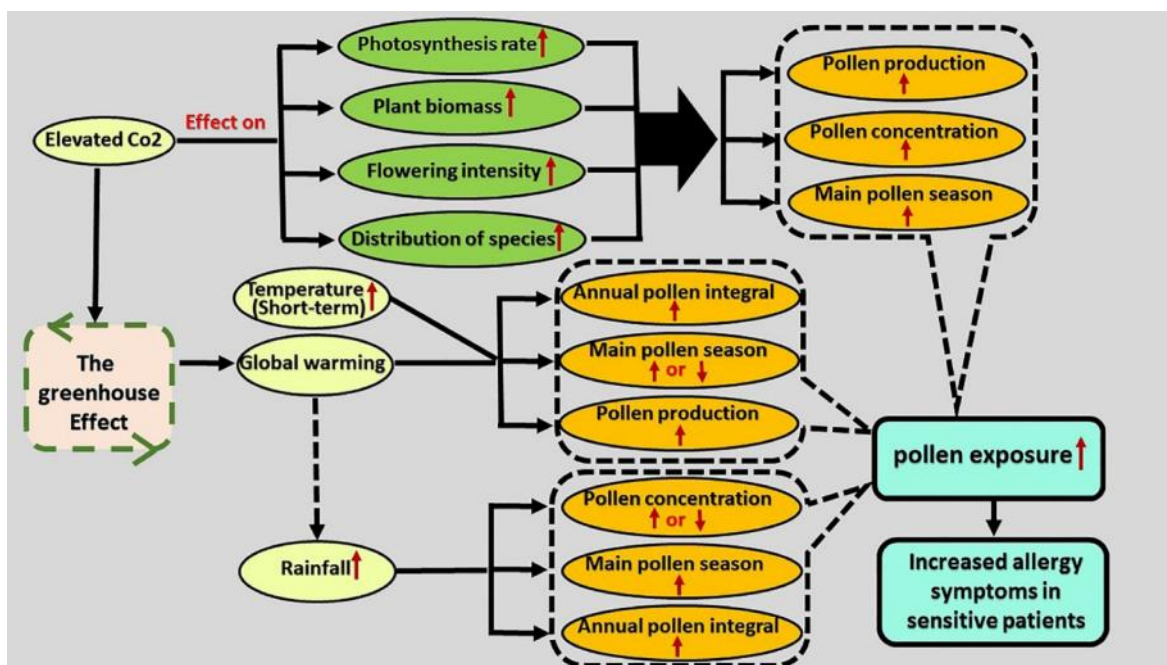 Photosynthesis rate
Plant biomass
Flowering intensity
Distribution of species
Elevated Co2
Effect on
Pollen production
Pollen concentration
Main pollen season
The
greenhouse
Effect
Temperature
(Short-term)
Global warming
Annual pollen integral
Main pollen season
or
Pollen production
Rainfall
Pollen concentration
or
Main pollen season
Annual pollen integral
pollen exposure
Increased allergy
symptoms in
sensitive patients